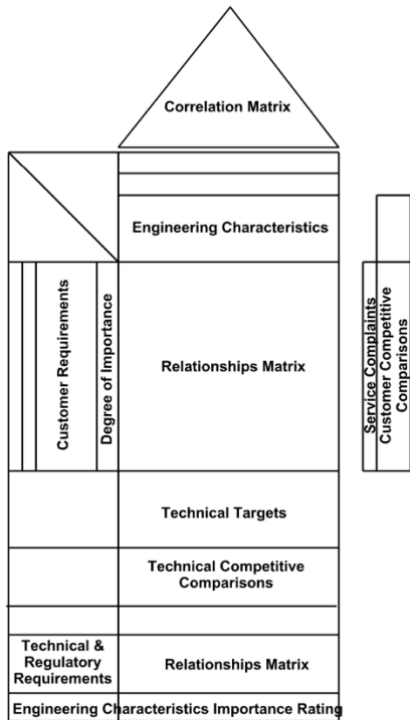 Correlation Matrix
Engineering Characteristics
Customer Requirements
Degree of Importance
Relationships Matrix
Service Complaints
Customer Competitive
Comparisons
Technical Targets
Technical Competitive
Comparisons
Technical &
Regulatory
Requirements
Relationships Matrix
Engineering Characteristics Importance Rating